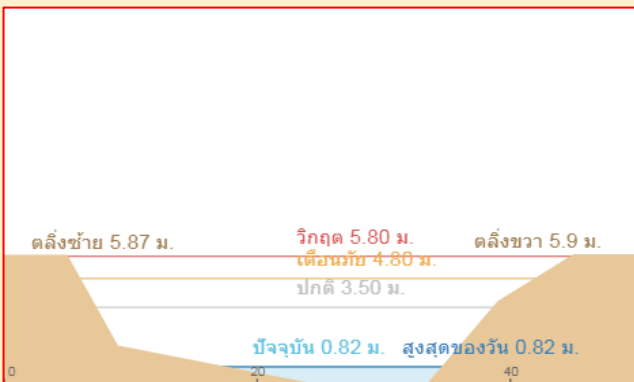 วิกฤต 5.80 ม.
ตลิ่งซ้าย 5.87 ม.
ตลิ่งขวา 5.9 ม.
เตือนภัย 4.80 ม.
ปกติ 3.50 ม.
ปัจจุบัน 0.82 ม. สูงสุดของวัน 0.82 ม.
0 20 40